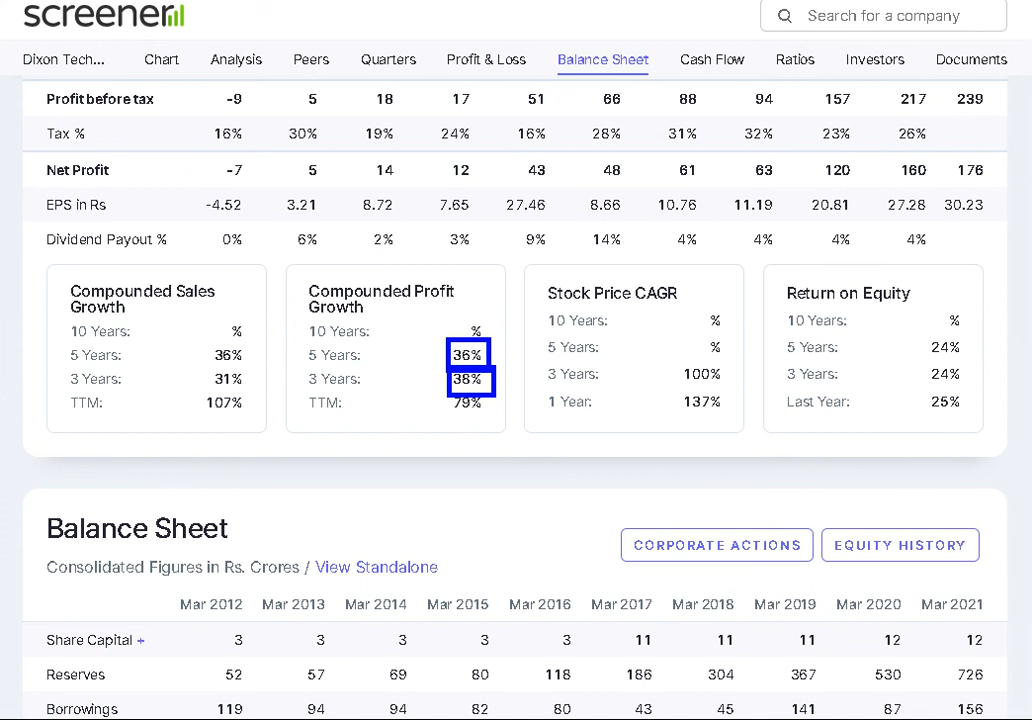 screener
Search for a company
Dixon Tech... Chart Analysis Peers Quarters Profit & Loss Balance Sheet Cash Flow Ratios Investors Documents
Profit before tax -9 5 18 17 51 66 88 94 157 217 239
Tax % 16% 30% 19% 24% 16% 28% 31% 32% 23% 26%
Net Profit -7 5 14 12 43 48 61 63 120 160 176
EPS in Rs -4.52 3.21 8.72 7.65 27.46 8.66 10.76 11.19 20.81 27.28 30.23
Dividend Payout % 0% 6% 2% 3% 9% 14% 4% 4% 4% 4%
Compounded Sales
Growth
10 Years: %
5 Years: 36%
3 Years: 31%
TTM: 107%
Compounded Profit
Growth
10 Years: %
5 Years: 36%
3 Years: 38%
TTM: 79%
Stock Price CAGR
10 Years: %
5 Years: %
3 Years: 100%
1 Year: 137%
Return on Equity
10 Years: %
5 Years: 24%
3 Years: 24%
Last Year: 25%
Balance Sheet
Consolidated Figures in Rs. Crores / View Standalone
CORPORATE ACTIONS EQUITY HISTORY
Mar 2012 Mar 2013 Mar 2014 Mar 2015 Mar 2016 Mar 2017 Mar 2018 Mar 2019 Mar 2020 Mar 2021
Share Capital + 3 3 3 3 3 11 11 11 12 12
Reserves 52 57 69 80 118 186 304 367 530 726
Borrowings 119 94 94 82 80 43 45 141 87 156